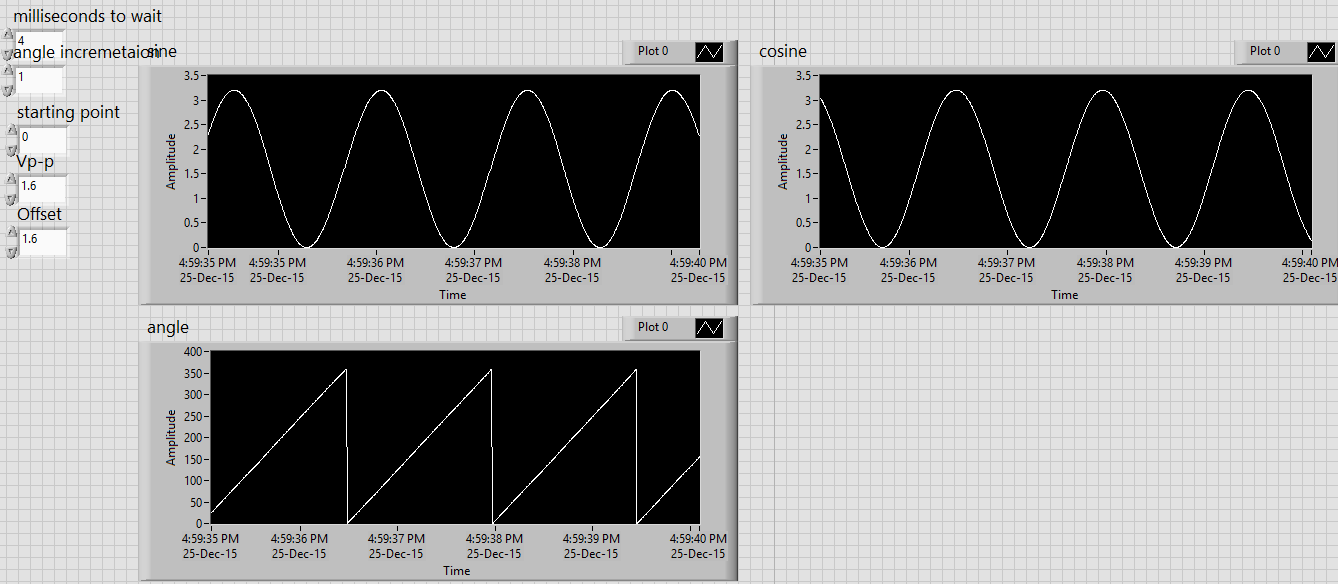 milliseconds to wait
4
angle incremetaion
1
starting point
0
Vp-p
1.6
Offset
1.6
sine
Plot 0
3.5
3
2.5
2
1.5
1
0.5
0
Amplitude
4:59:35 PM 4:59:35 PM 4:59:36 PM 4:59:37 PM 4:59:38 PM 4:59:40 PM
25-Dec-15 25-Dec-15 25-Dec-15 25-Dec-15 25-Dec-15 25-Dec-15
Time
cosine
Plot 0
3.5
3
2.5
2
1.5
1
0.5
0
Amplitude
4:59:35 PM 4:59:36 PM 4:59:37 PM 4:59:38 PM 4:59:39 PM 4:59:40 PM
25-Dec-15 25-Dec-15 25-Dec-15 25-Dec-15 25-Dec-15 25-Dec-15
Time
angle
Plot 0
400
350
300
250
200
150
100
50
0
Amplitude
4:59:35 PM 4:59:36 PM 4:59:37 PM 4:59:38 PM 4:59:39 PM 4:59:40 PM
25-Dec-15 25-Dec-15 25-Dec-15 25-Dec-15 25-Dec-15 25-Dec-15
Time